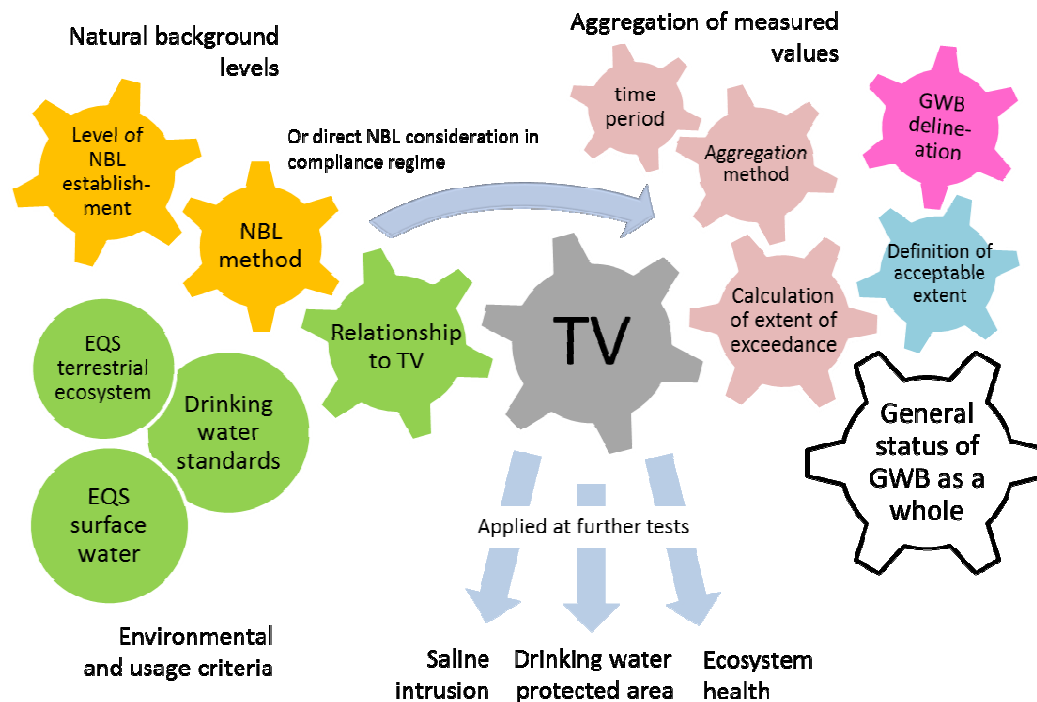 Natural background
levels
Aggregation of measured
values
Level of
NBL
establish-
ment
NBL
method
Or direct NBL consideration in
compliance regime
time
period
Aggregation
method
GWB
deline-
ation
Definition of
acceptable
extent
Calculation
of extent of
exceedance
Relationship
to TV
TV
EQS
terrestrial
ecosystem
Drinking
water
standards
EQS
surface
water
General
status of
GWB as a
whole
Applied at further tests
Environmental
and usage criteria
Saline
intrusion
Drinking water
protected area
Ecosystem
health